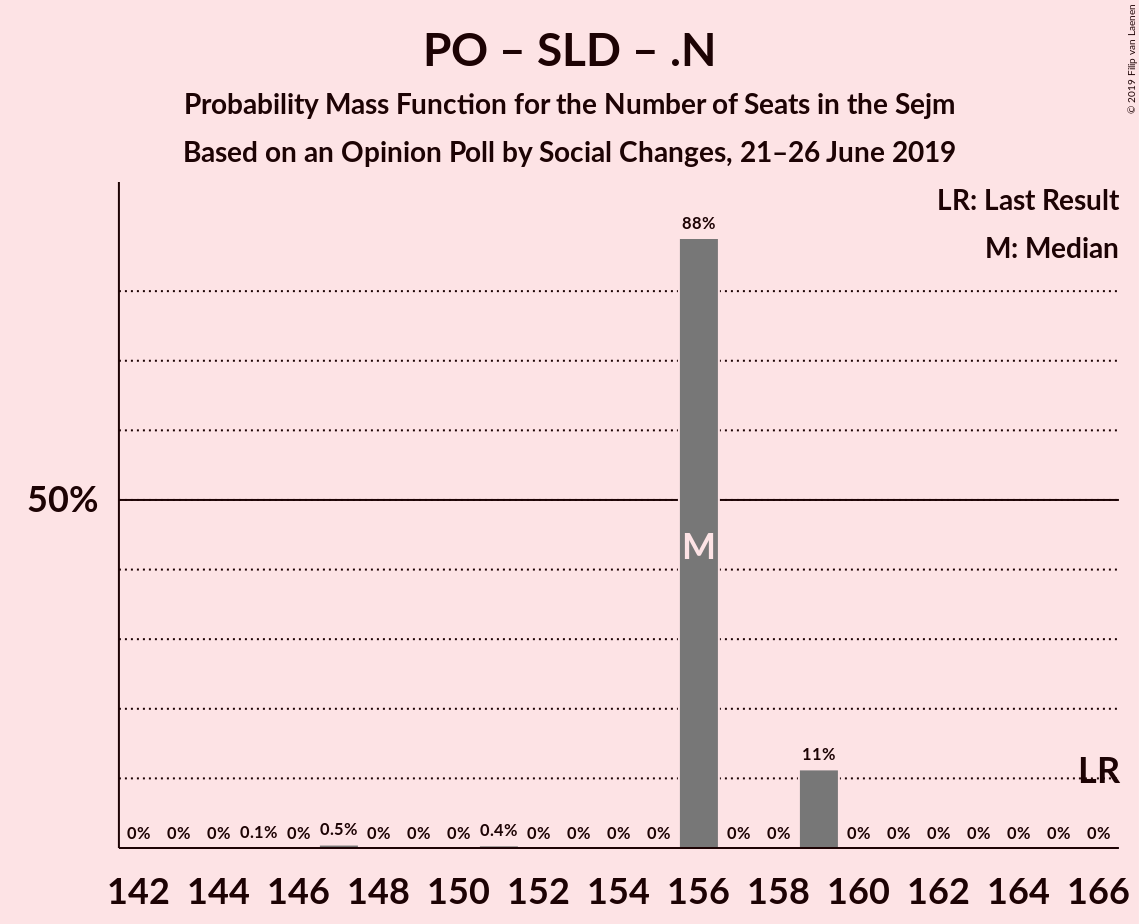 PO – SLD – .N
Probability Mass Function for the Number of Seats in the Sejm
Based on an Opinion Poll by Social Changes, 21–26 June 2019
© 2019 Filip van Laenen
LR: Last Result
M: Median
88%
50%
M
11%
LR
0% 0% 0% 0.1% 0% 0.5% 0% 0% 0% 0.4% 0% 0% 0% 0% 0% 0% 0% 0% 0% 0% 0% 0% 0%
142 144 146 148 150 152 154 156 158 160 162 164 166